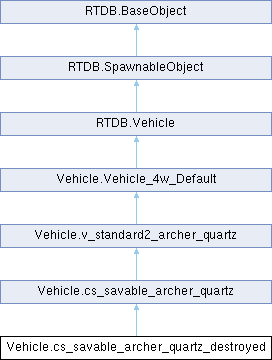 RTDB.BaseObject
RTDB.SpawnableObject
RTDB.Vehicle
Vehicle.Vehicle_4w_Default
Vehicle.v_standard2_archer_quartz
Vehicle.cs_savable_archer_quartz
Vehicle.cs_savable_archer_quartz_destroyed